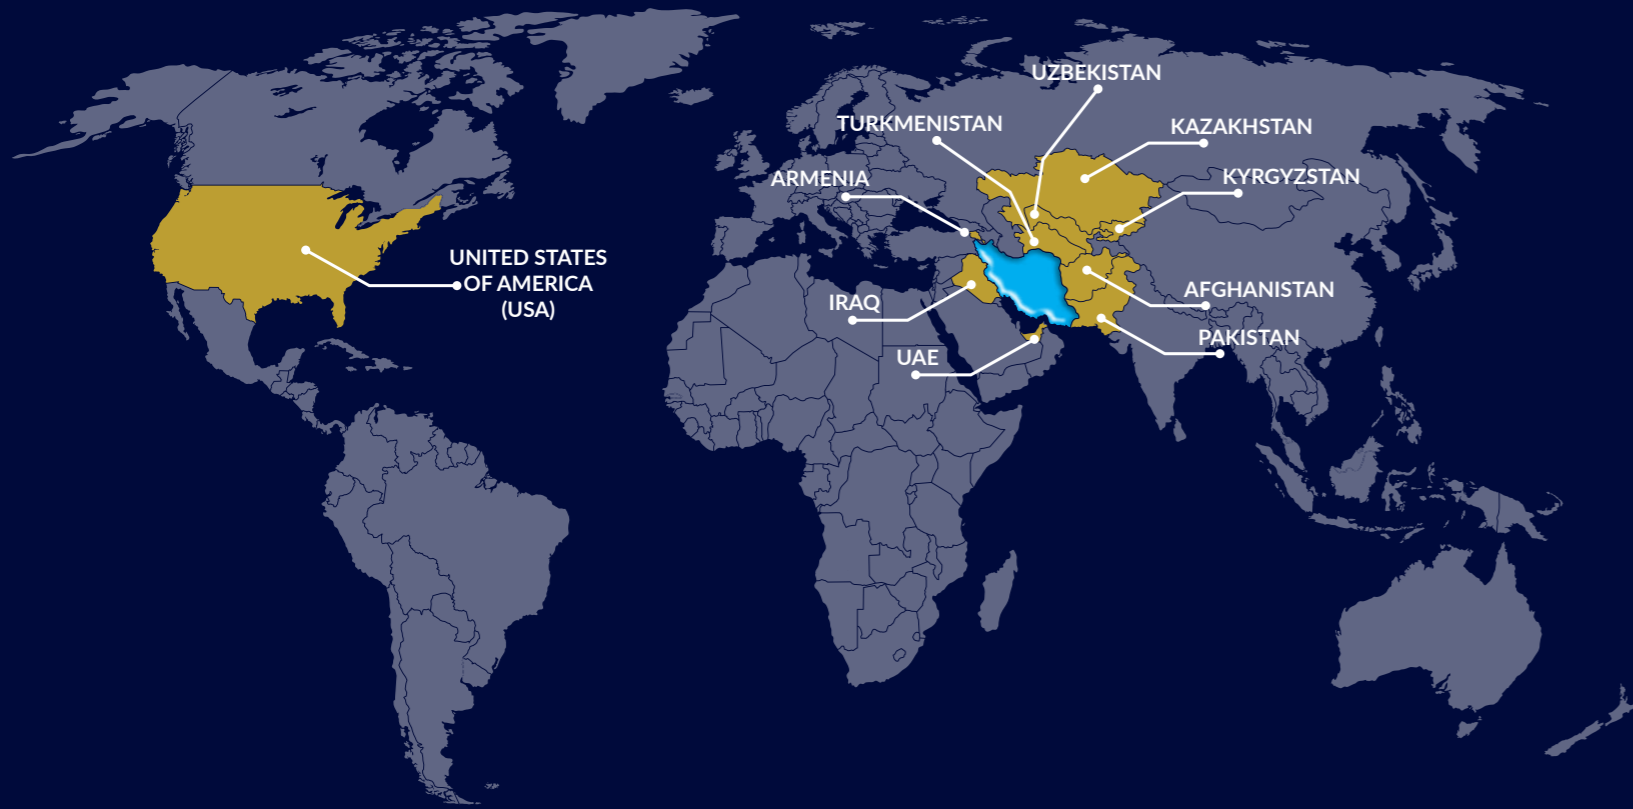 UZBEKISTAN
TURKMENISTAN
KAZAKHSTAN
ARMENIA
KYRGYZSTAN
UNITED STATES
OF AMERICA
(USA)
IRAQ
AFGHANISTAN
PAKISTAN
UAE